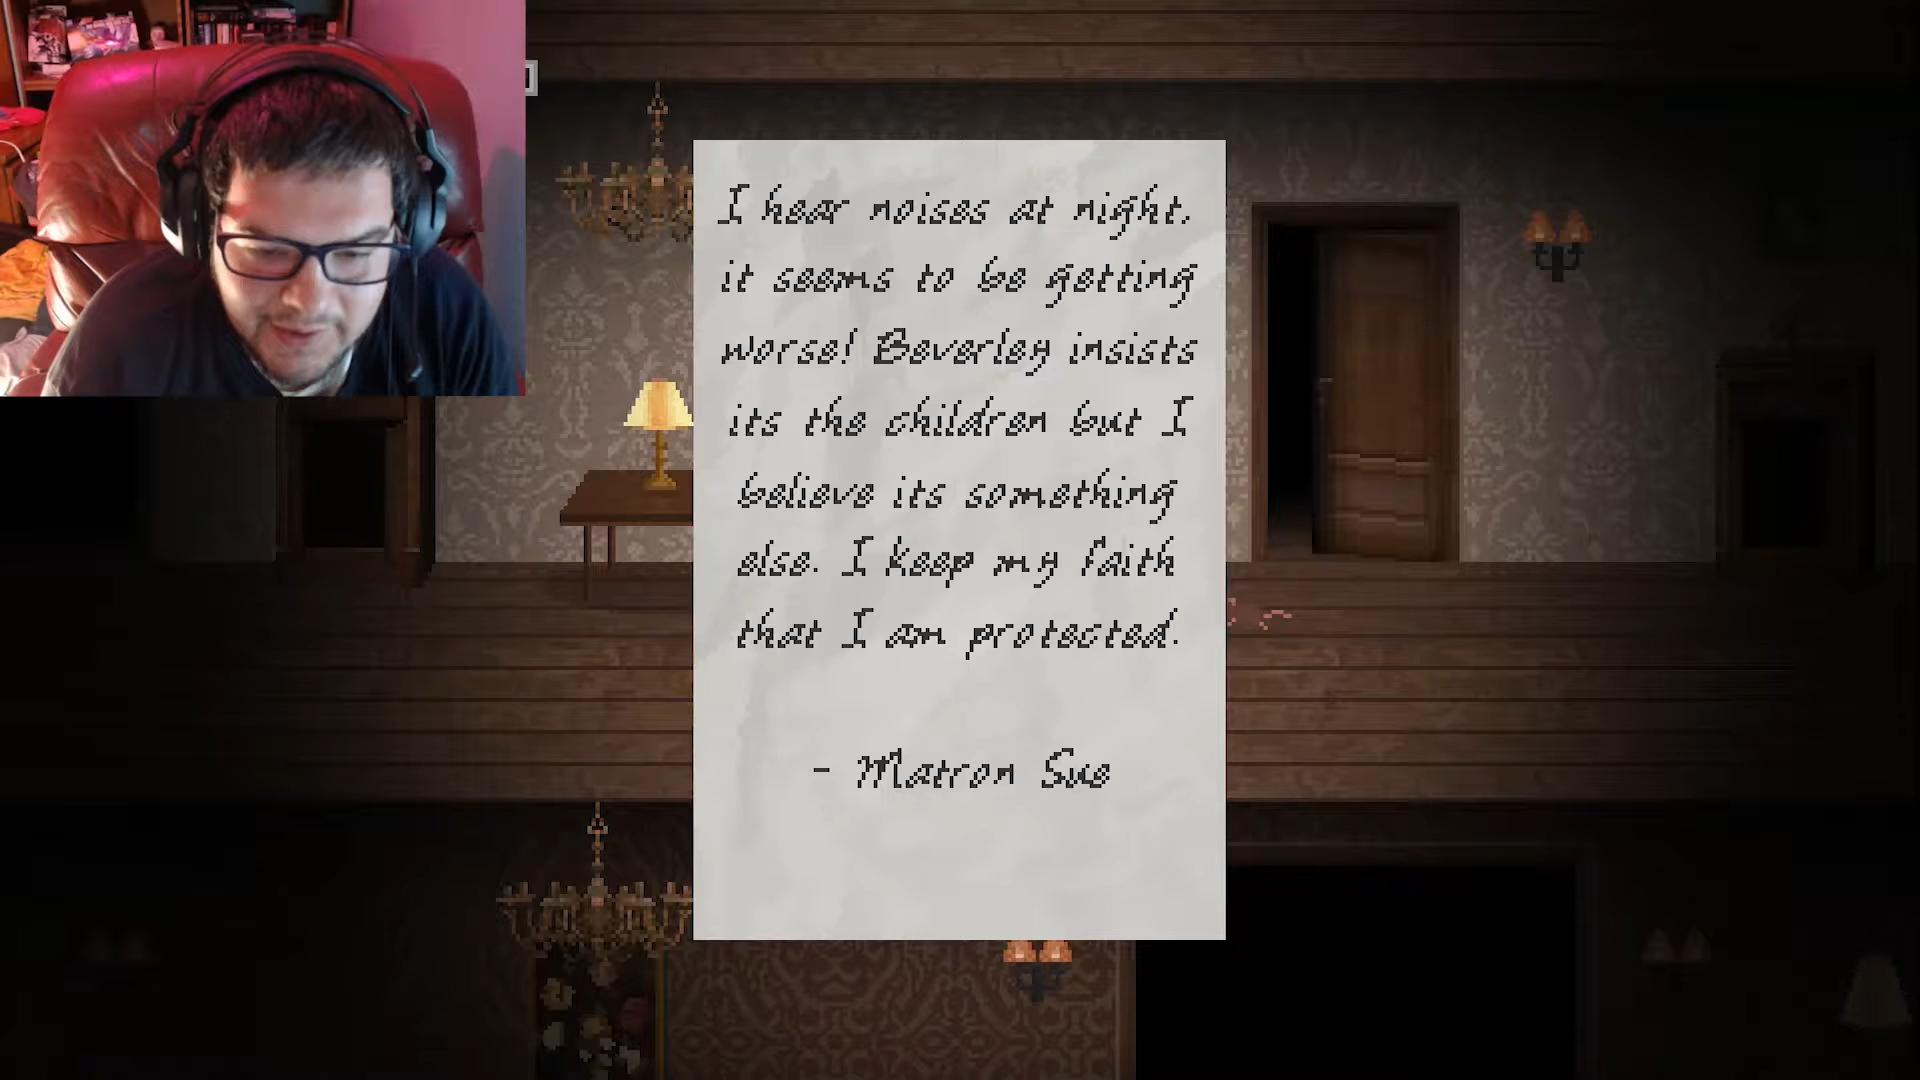 I hear noises at night.
it seems to be getting
worse! Beverley insists
its the children but I
believe its something
else. I keep my faith
that I am protected.
- Matron Sue